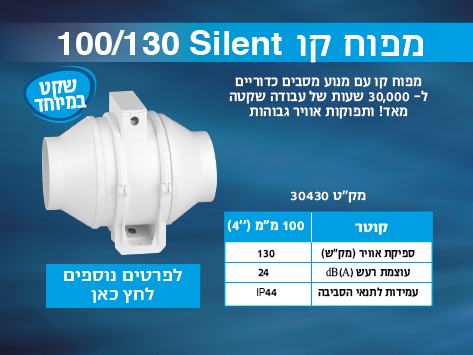 מפוח קו 100/130 Silent
שקט
במיוחד
מפוח קו עם מנוע מסבים כדוריים
ל- 30,000 שעות של עבודה שקטה
מאד! ותפוקות אוויר גבוהות
מק"ט 30430
קוטר 100 מ"מ (4'')
ספיקת אוויר (מק"ש) 130
עוצמת רעש dB(A) 24
עמידות לתנאי הסביבה IP44
לפרטים נוספים
לחץ כאן